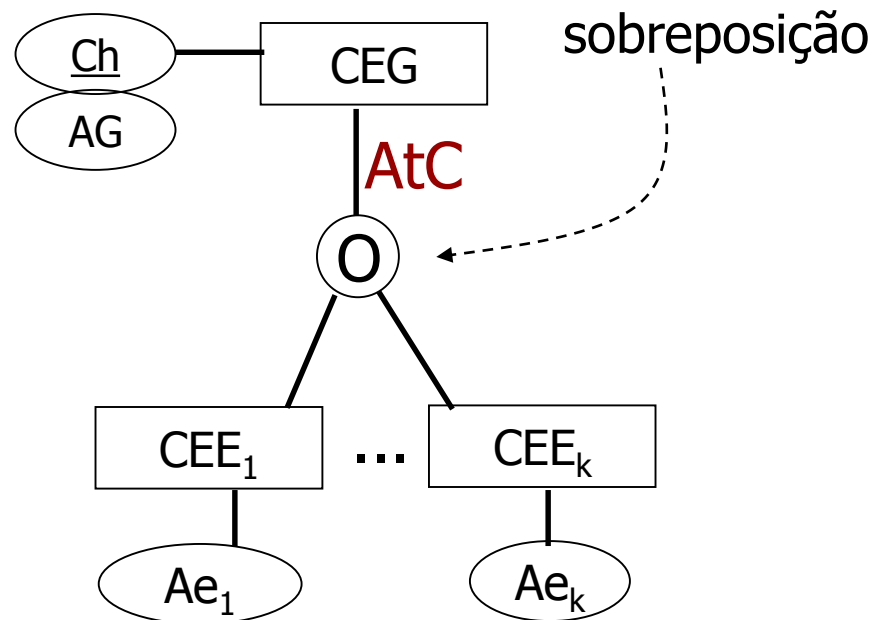 sobreposição
Ch
CEG
AG
AtC
O
CEE1
...
CEEk
Ae1
Aek